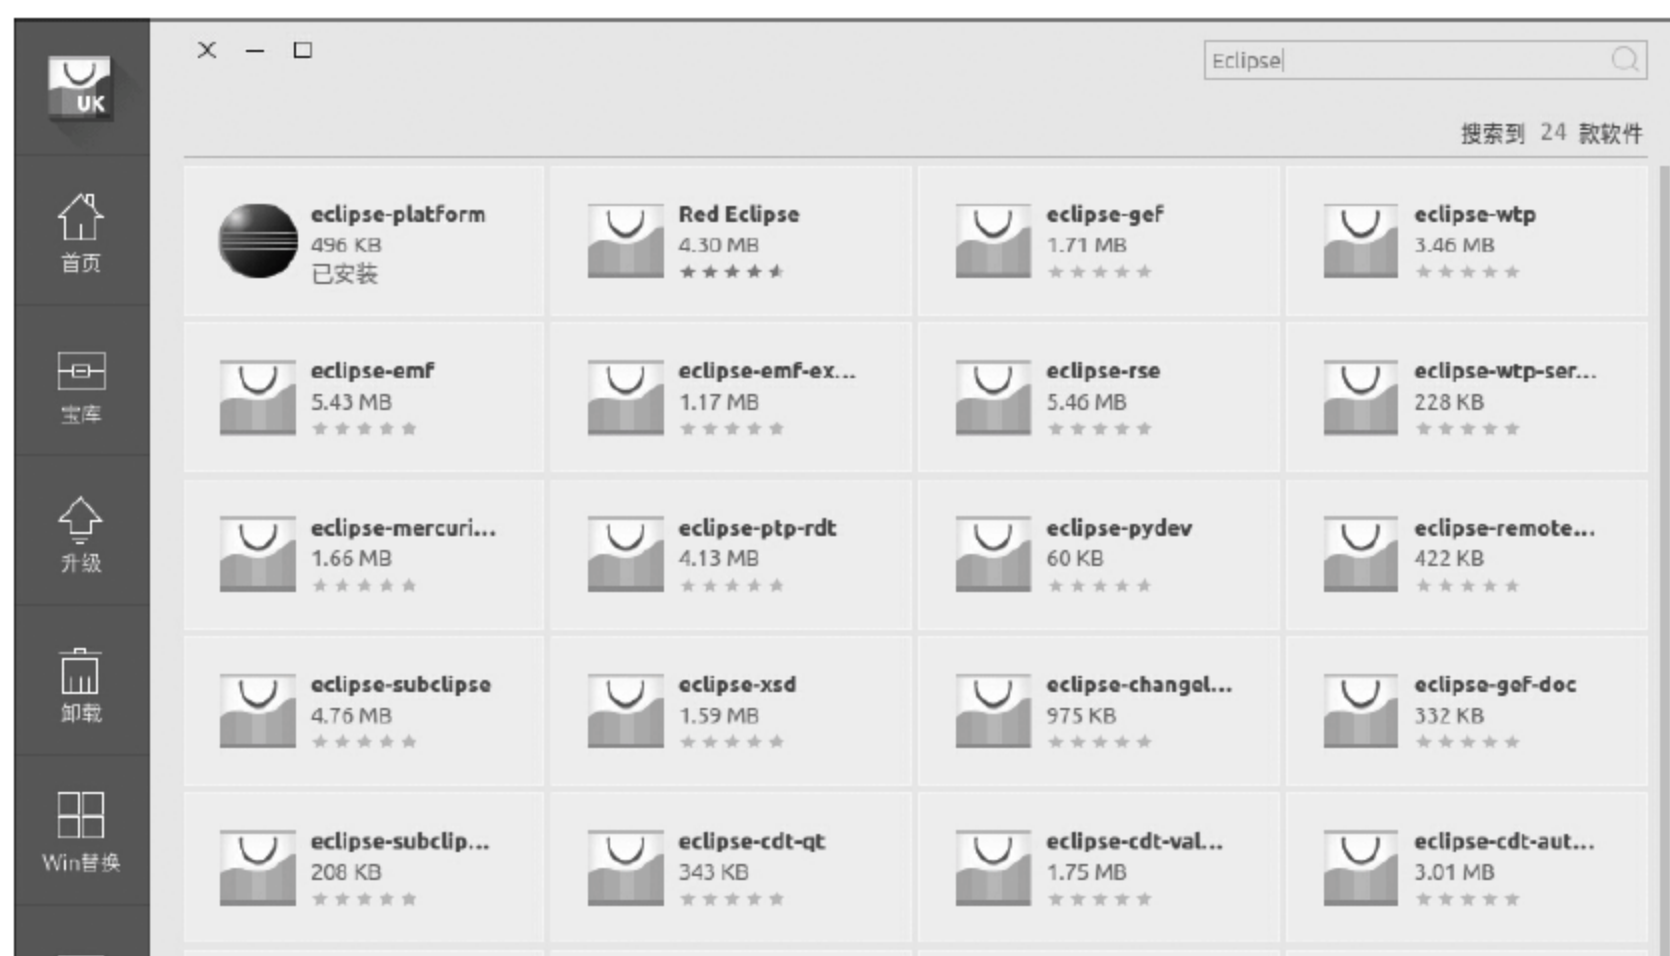 UK
首页
宝库
升级
卸载
Win替换
Eclipse
搜索到 24 款软件
eclipse-platform
496 KB
已安装
Red Eclipse
4.30 MB
eclipse-gef
1.71 MB
eclipse-wtp
3.46 MB
eclipse-emf
5.43 MB
eclipse-emf-ex...
1.17 MB
eclipse-rse
5.46 MB
eclipse-wtp-ser...
228 KB
eclipse-mercuri...
1.66 MB
eclipse-ptp-rdt
4.13 MB
eclipse-pydev
60 KB
eclipse-remote...
422 KB
eclipse-subclipse
4.76 MB
eclipse-xsd
1.59 MB
eclipse-changel...
975 KB
eclipse-gef-doc
332 KB
eclipse-subclip...
208 KB
eclipse-cdt-qt
343 KB
eclipse-cdt-val...
1.75 MB
eclipse-cdt-aut...
3.01 MB